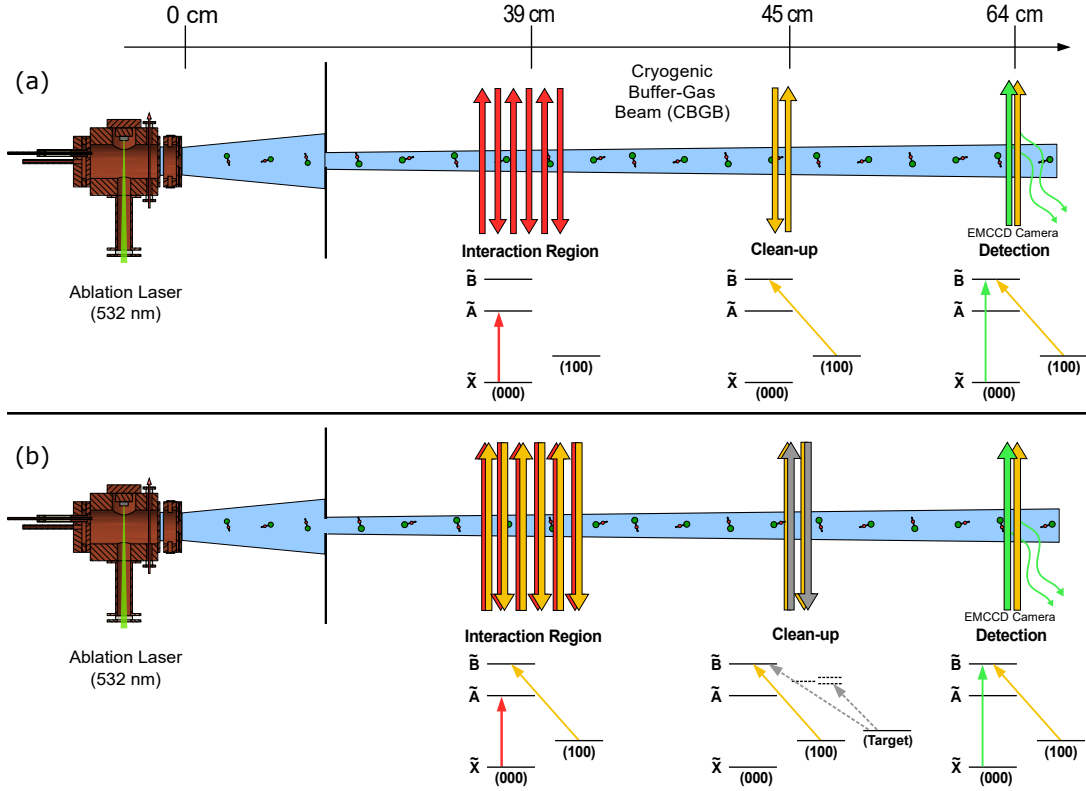 0 cm
39 cm
45 cm
64 cm
(a)
Cryogenic
Buffer-Gas
Beam (CBGB)
EMCCD Camera
Interaction Region
Clean-up
Detection
Ablation Laser
(532 nm)
B̃
Ã
X̃
(000)
(100)
B̃
Ã
X̃
(000)
(100)
B̃
Ã
X̃
(000)
(100)
(b)
EMCCD Camera
Interaction Region
Clean-up
Detection
Ablation Laser
(532 nm)
B̃
Ã
X̃
(000)
(100)
B̃
Ã
X̃
(000)
(100)
(Target)
B̃
Ã
X̃
(000)
(100)